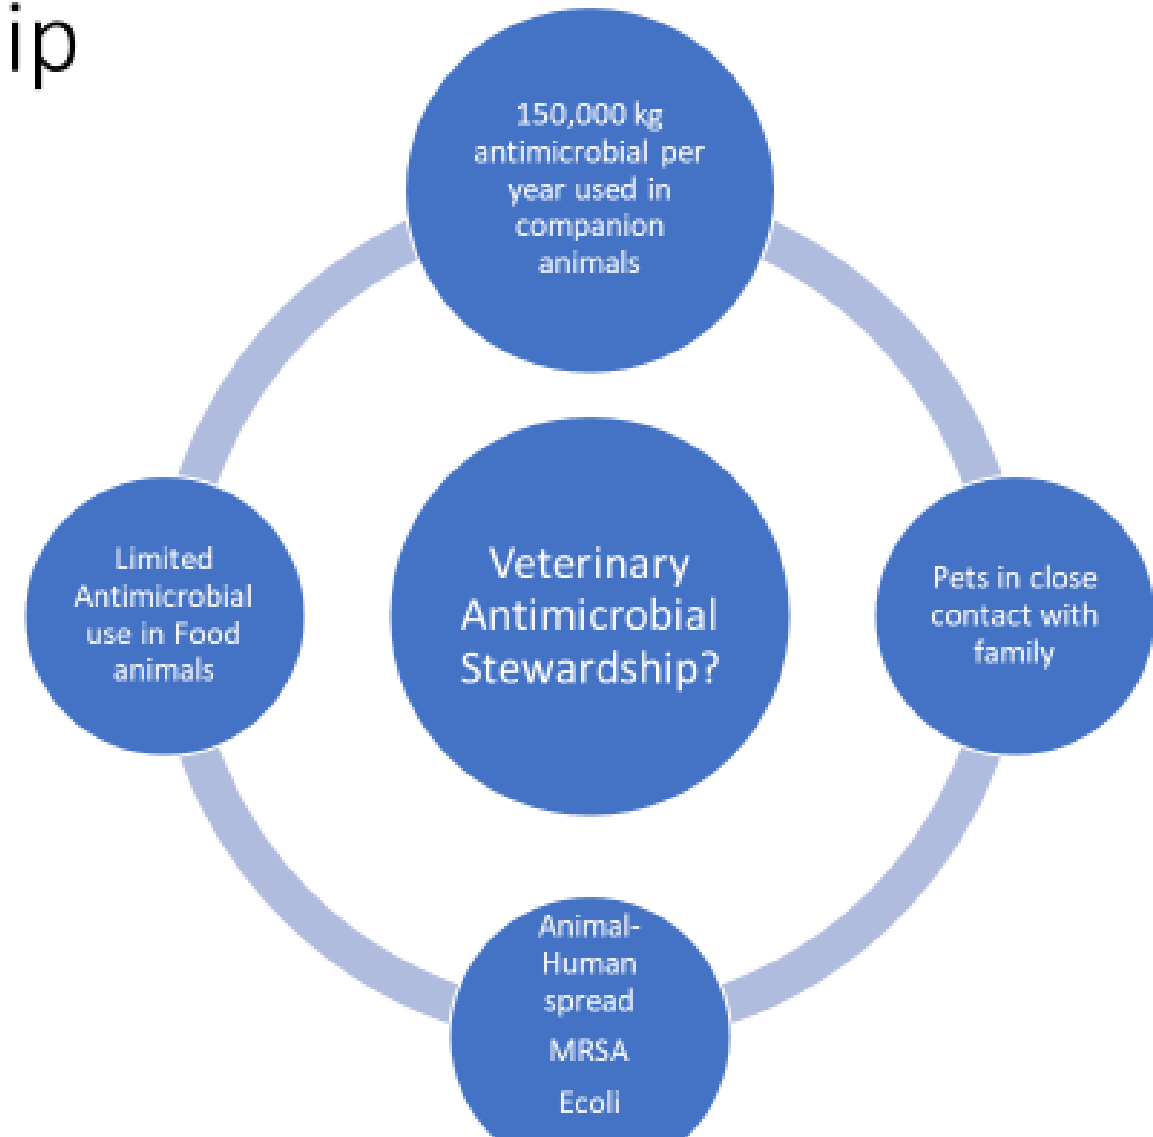 ip
150,000 kg
antimicrobial per
year used in
companion
animals
Limited
Antimicrobial
use in Food
animals
Veterinary
Antimicrobial
Stewardship?
Pets in close
contact with
family
Animal-
Human
spread
MRSA
Ecoli